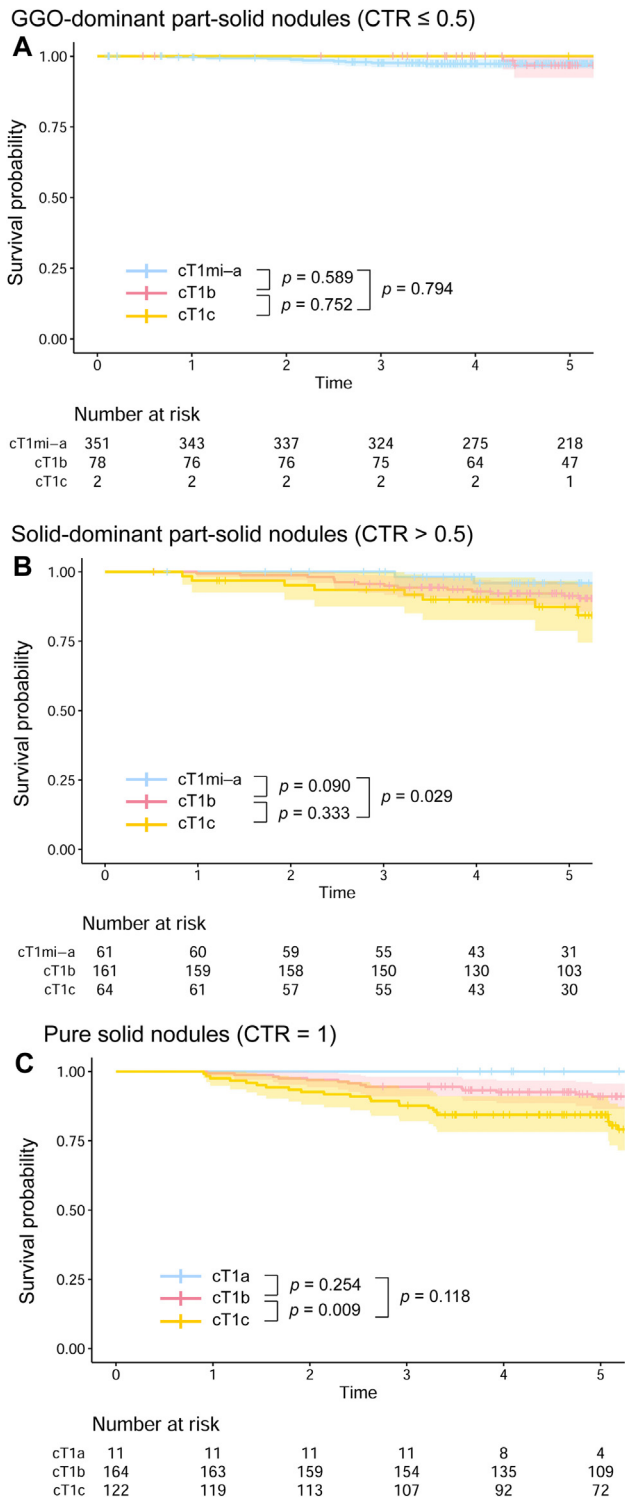 GGO-dominant part-solid nodules (CTR ≤ 0.5)
A
Survival probability
1.00
0.75
0.50
0.25
0.00
cT1mi–a
cT1b
cT1c
p = 0.589
p = 0.752
p = 0.794
0 1 2 3 4 5
Time
Number at risk
cT1mi–a 351 343 337 324 275 218
cT1b 78 76 76 75 64 47
cT1c 2 2 2 2 2 1
Solid-dominant part-solid nodules (CTR > 0.5)
B
Survival probability
1.00
0.75
0.50
0.25
0.00
cT1mi–a
cT1b
cT1c
p = 0.090
p = 0.333
p = 0.029
0 1 2 3 4 5
Time
Number at risk
cT1mi–a 61 60 59 55 43 31
cT1b 161 159 158 150 130 103
cT1c 64 61 57 55 43 30
Pure solid nodules (CTR = 1)
C
Survival probability
1.00
0.75
0.50
0.25
0.00
cT1a
cT1b
cT1c
p = 0.254
p = 0.009
p = 0.118
0 1 2 3 4 5
Time
Number at risk
cT1a 11 11 11 11 8 4
cT1b 164 163 159 154 135 109
cT1c 122 119 113 107 92 72